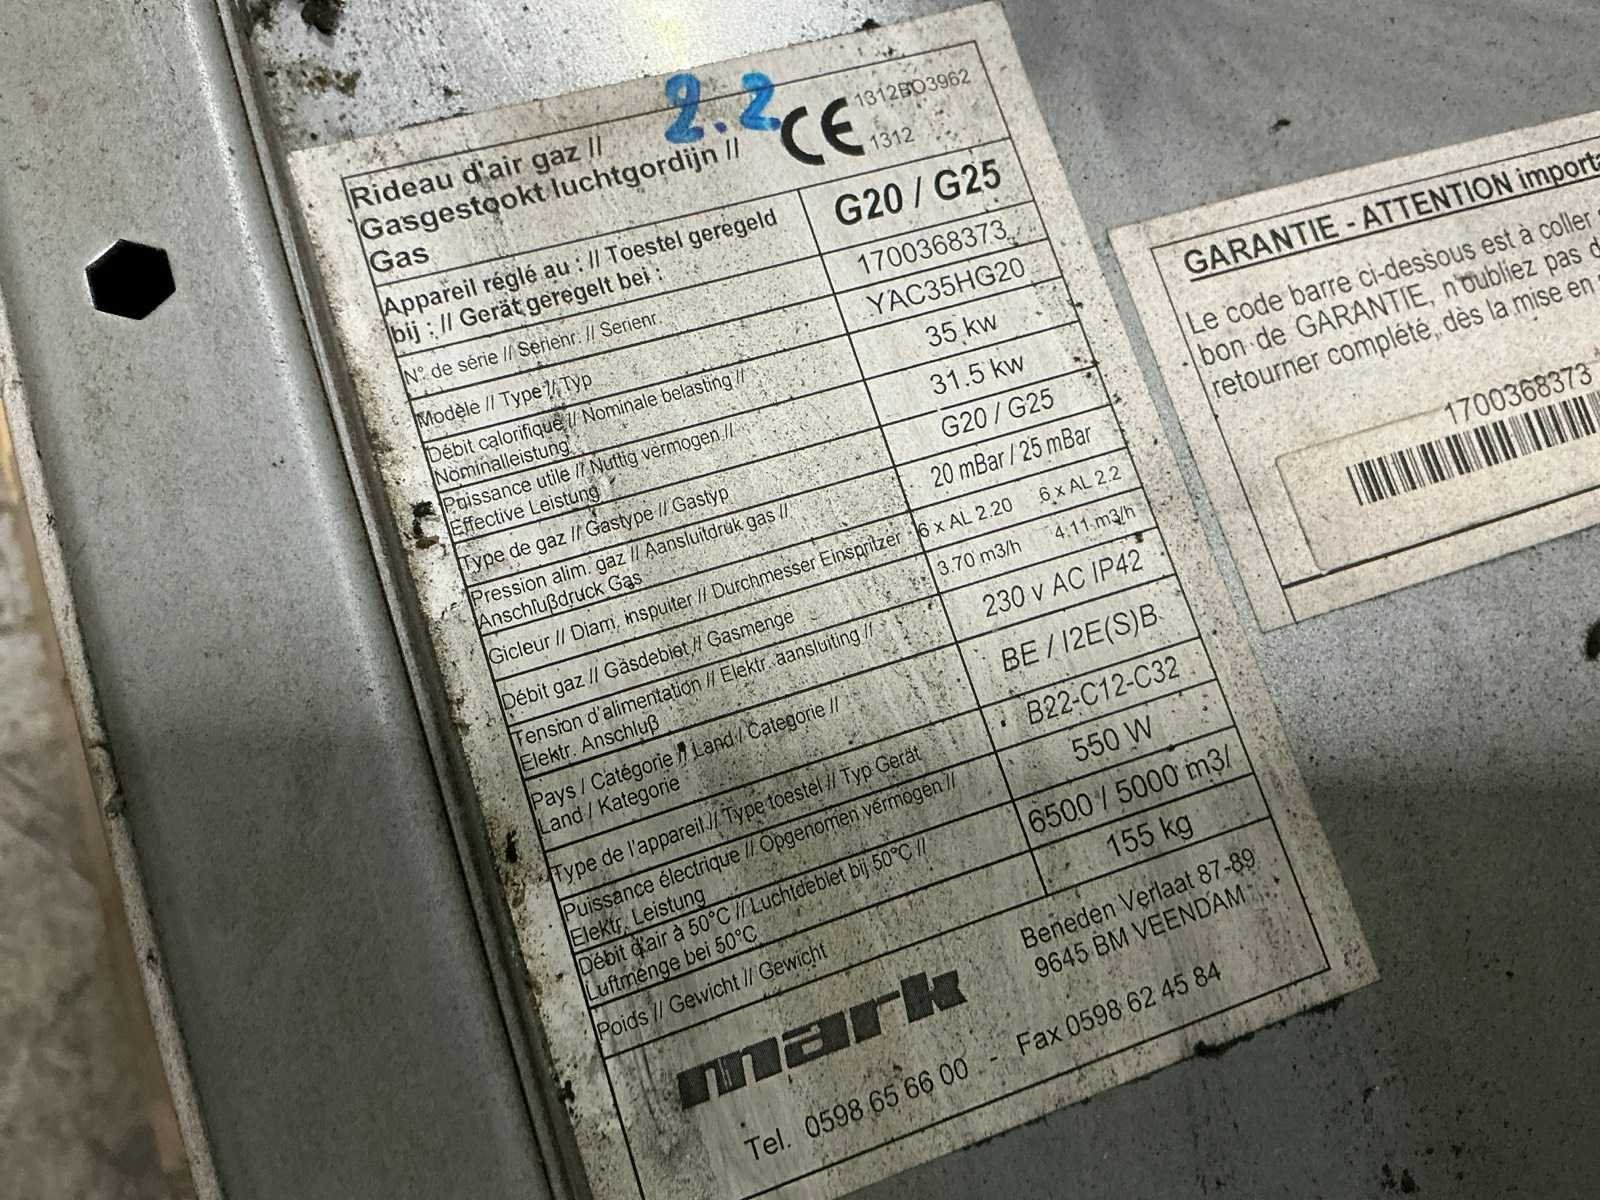 2.2
Rideau d'air gaz //
Gasgestookt luchtgordijn //
Gas
CE
1312BO3962
1312
Appareil réglé au : // Toestel geregeld
bij : // Gerät geregelt bei :
G20 / G25
N°. de série // Serienr. // Serienr.
1700368373
Modèle // Type // Typ
YAC35HG20
Débit calorifique // Nominale belasting //
Nominalleistung
35 kw
Puissance utile // Nuttig vermogen //
Effective Leistung
31.5 kw
Type de gaz // Gastype // Gastyp
G20 / G25
Pression alim. gaz // Aansluitdruk gas //
Anschlußdruck Gas
20 mBar / 25 mBar
Gicleur // Diam. inspuiter // Durchmesser Einspritzer
6 x AL 2.20 6 x AL 2.2
Débit gaz // Gasdebiet // Gasmenge
3.70 m3/h 4.11 m3/h
Tension d'alimentation // Elektr. aansluiting //
Elektr. Anschluß
230 v AC IP42
Pays / Catégorie // Land / Categorie //
Land / Kategorie
BE / I2E(S)B
Type de l'appareil // Type toestel // Typ Gerät
B22-C12-C32
Puissance électrique // Opgenomen vermogen //
Elektr. Leistung
550 W
Débit d'air à 50°C // Luchtdebiet bij 50°C //
Luftmenge bei 50°C
6500 / 5000 m3/
Poids // Gewicht // Gewicht
155 kg
mark
Beneden Verlaat 87-89
9645 BM VEENDAM
Tel. 0598 65 66 00 - Fax 0598 62 45 84
GARANTIE - ATTENTION importa
Le code barre ci-dessous est à coller
bon de GARANTIE, n'oubliez pas d
retourner complété, dès la mise en
1700368373